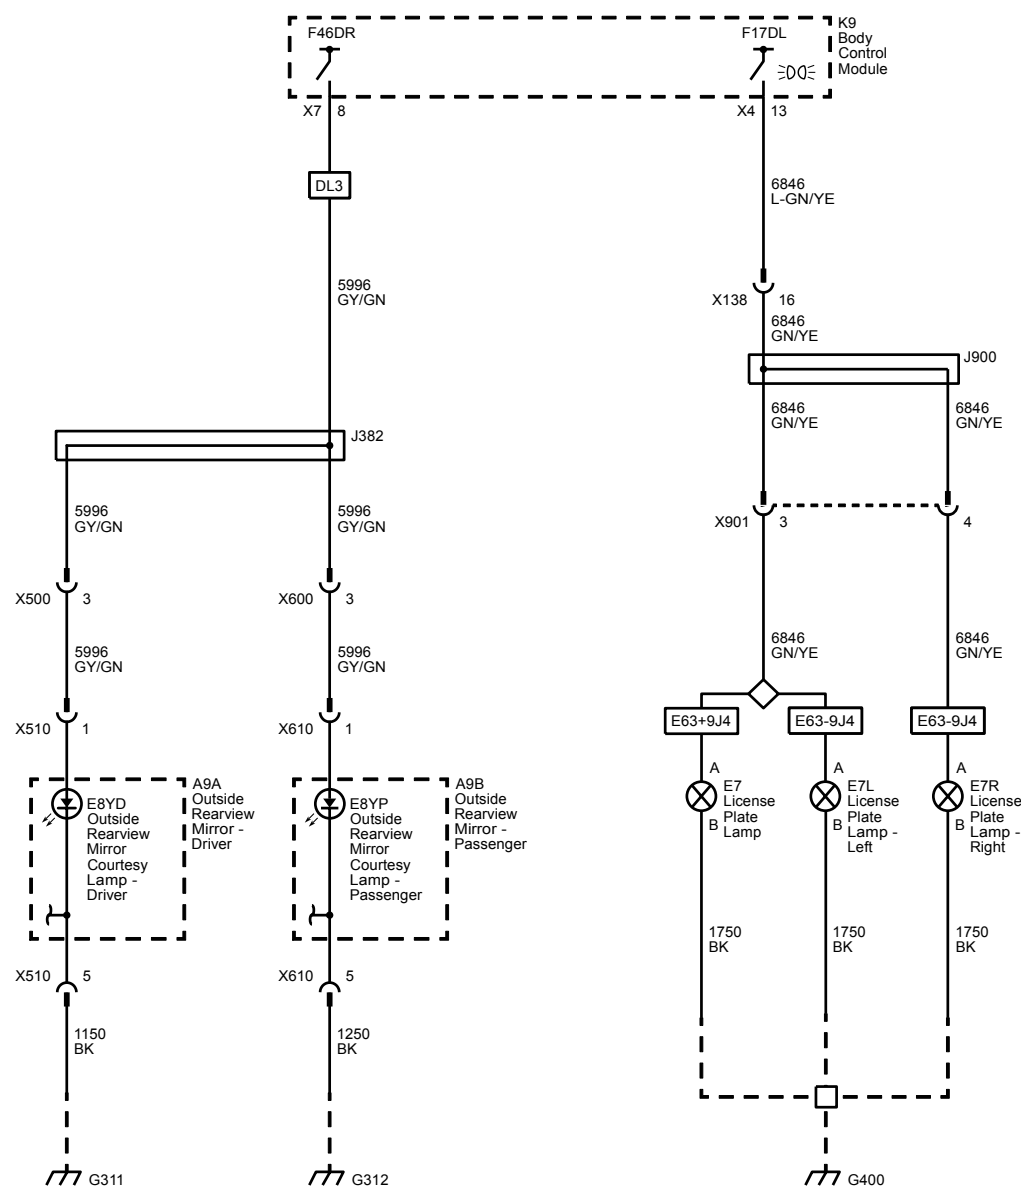 F46DR
F17DL
K9
Body
Control
Module
X7 8
X4 13
DL3
6846
L-GN/YE
5996
GY/GN
X138 16
6846
GN/YE
J900
6846
GN/YE
6846
GN/YE
J382
5996
GY/GN
5996
GY/GN
X901 3
4
X500 3
X600 3
5996
GY/GN
5996
GY/GN
6846
GN/YE
6846
GN/YE
X510 1
X610 1
E63+9J4
E63-9J4
E63-9J4
A9A
Outside
Rearview
Mirror -
Driver
E8YD
Outside
Rearview
Mirror
Courtesy
Lamp -
Driver
A9B
Outside
Rearview
Mirror -
Passenger
E8YP
Outside
Rearview
Mirror
Courtesy
Lamp -
Passenger
A
E7
License
Plate
Lamp
B
A
E7L
License
Plate
Lamp -
Left
B
A
E7R
License
Plate
Lamp -
Right
B
1750
BK
1750
BK
1750
BK
X510 5
X610 5
1150
BK
1250
BK
G311
G312
G400